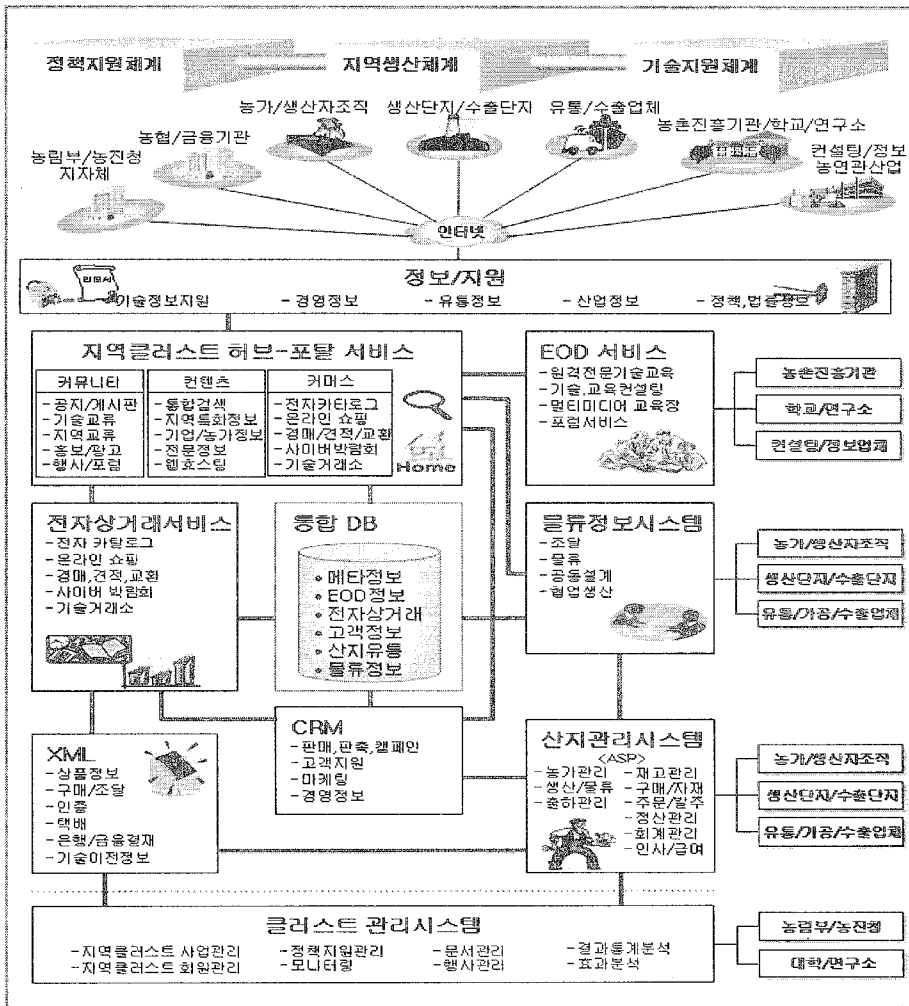 정책지원체계
지역생산체계
기술지원체계
농가/생산자조직
생산단지/수출단자
유통/수출업체
농협/금융기관
농촌진흥기관/학교/연구소
농림부/농진청
지자체
컨설팅/정보
농연관산업
인터넷
정보/지원
기술정보지원
- 경영정보
- 유통정보
- 산업정보
- 정책,법률정보
지역클러스트 허브-포탈 서비스
커뮤니티
- 공지/게시판
- 기술교류
- 지역교류
- 홍보/광고
- 행사/포럼
컨텐츠
- 통합검색
- 지역특화정보
- 기업/농가정보
- 전문정보
- 웹호스팅
커머스
- 전자카타로그
- 온라인 쇼핑
- 경매/견적/교환
- 사이버박람회
- 기술거래소
Home
EOD 서비스
- 원격전문기술교육
- 기술,교육컨설팅
- 멀티미디어 교육장
- 포럼서비스
농촌진흥기관
학교/연구소
컨설팅/정보업체
전자상거래서비스
- 전자 카탈로그
- 온라인 쇼핑
- 경매,견적,교환
- 사이버 박람회
- 기술거래소
통합 DB
• 메타정보
• EOD정보
• 전자상거래
• 고객정보
• 산지유통
• 물류정보
물류정보시스템
- 조달
- 물류
- 공동설계
- 협업생산
농가/생산자조직
생산단지/수출단지
유통/가공/수출업체
XML
- 상품정보
- 구매/조달
- 인증
- 택배
- 은행/금융결재
- 기술이전정보
CRM
- 판매,판촉,캠페인
- 고객지원
- 마케팅
- 경영정보
산지관리시스템
<ASP>
- 농가관리
- 생산/물류
- 출하관리
- 재고관리
- 구매/자재
- 주문/발주
- 정산관리
- 회계관리
- 인사/급여
농가/생산자조직
생산단지/수출단지
유통/가공/수출업체
클러스트 관리시스템
- 지역클러스트 사업관리
- 지역클러스트 회원관리
- 정책지원관리
- 모니터링
- 문서관리
- 행사관리
- 결과통계분석
- 효과분석
농림부/농진청
대학/연구소